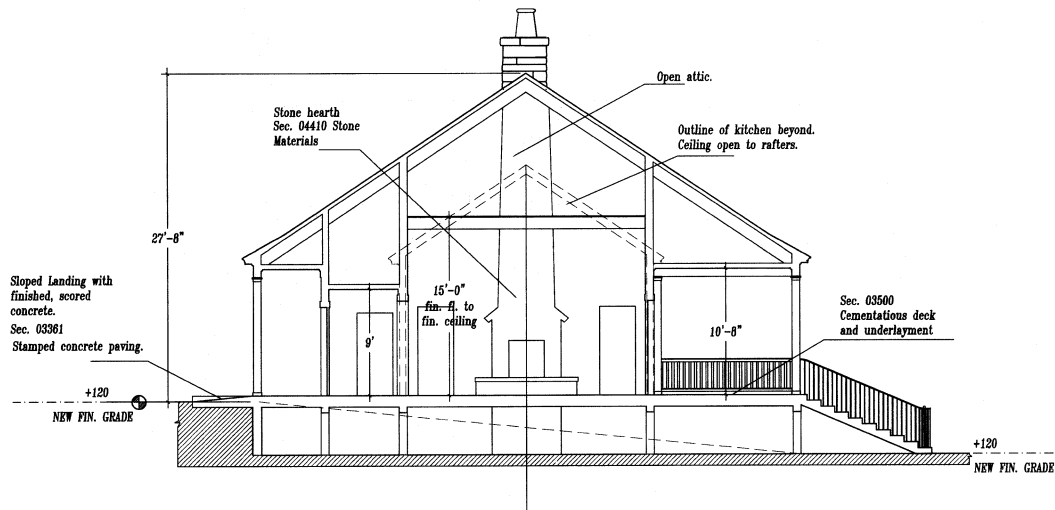 Open attic.
Stone hearth
Sec. 04410 Stone
Materials
Outline of kitchen beyond.
Ceiling open to rafters.
27'-8"
Sloped Landing with
finished, scored
concrete.
Sec. 03361
Stamped concrete paving.
15'-0"
fin. fl. to
fin. ceiling
9'
10'-8"
Sec. 03500
Cementatious deck
and underlayment
+120
NEW FIN. GRADE
+120
NEW FIN. GRADE